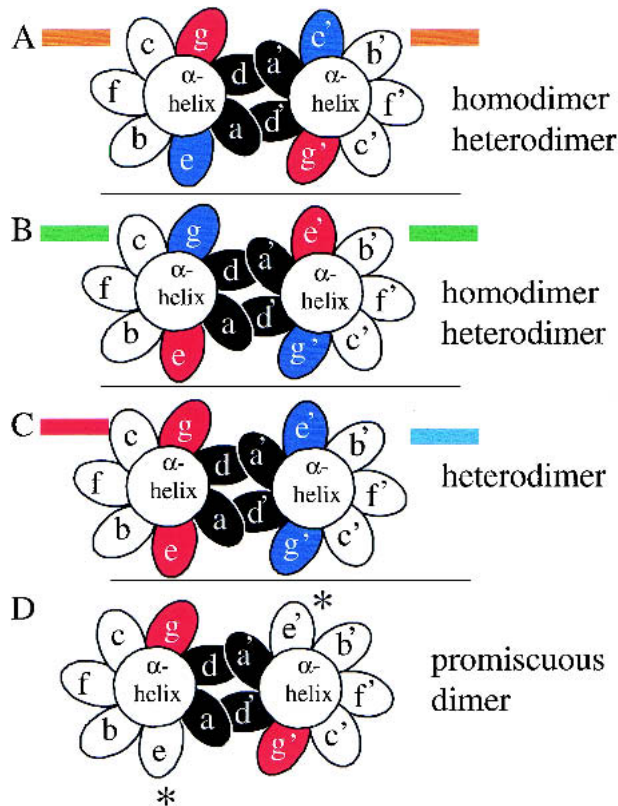 A
c g d a' c' b'
f α- α- f'
helix helix
b e a d' g' c'
homodimer
heterodimer
B
c g d a' e' b'
f α- α- f'
helix helix
b e a d' g' c'
homodimer
heterodimer
C
c g d a' e' b'
f α- α- f'
helix helix
b e a d' g' c'
heterodimer
D
*
c g d a' e' b'
f α- α- f'
helix helix
b e a d' g' c'
*
promiscuous
dimer